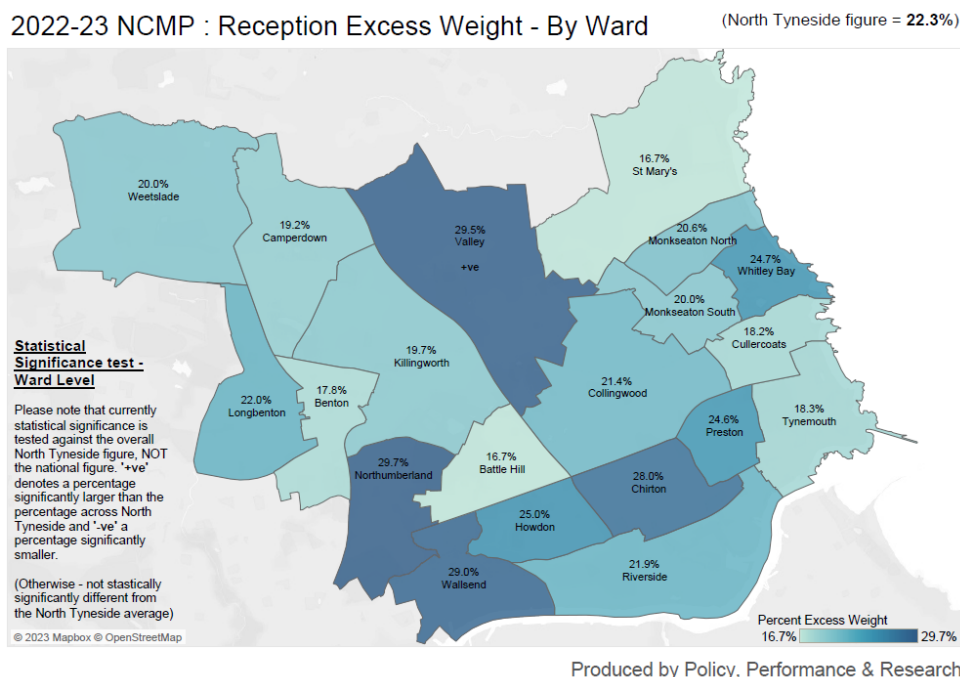 2022-23 NCMP : Reception Excess Weight - By Ward
(North Tyneside figure = 22.3%)
16.7%
St Mary's
20.0%
Weetslade
19.2%
Camperdown
29.5%
Valley
+ve
20.6%
Monkseaton North
24.7%
Whitley Bay
20.0%
Monkseaton South
18.2%
Cullercoats
19.7%
Killingworth
21.4%
Collingwood
22.0%
Longbenton
17.8%
Benton
18.3%
Tynemouth
24.6%
Preston
29.7%
Northumberland
16.7%
Battle Hill
28.0%
Chirton
25.0%
Howdon
29.0%
Wallsend
21.9%
Riverside
Statistical
Significance test -
Ward Level
Please note that currently
statistical significance is
tested against the overall
North Tyneside figure, NOT
the national figure. '+ve'
denotes a percentage
significantly larger than the
percentage across North
Tyneside and '-ve' a
percentage significantly
smaller.
(Otherwise - not stastically
significantly different from
the North Tyneside average)
© 2023 Mapbox © OpenStreetMap
Percent Excess Weight
16.7% 29.7%
Produced by Policy, Performance & Research